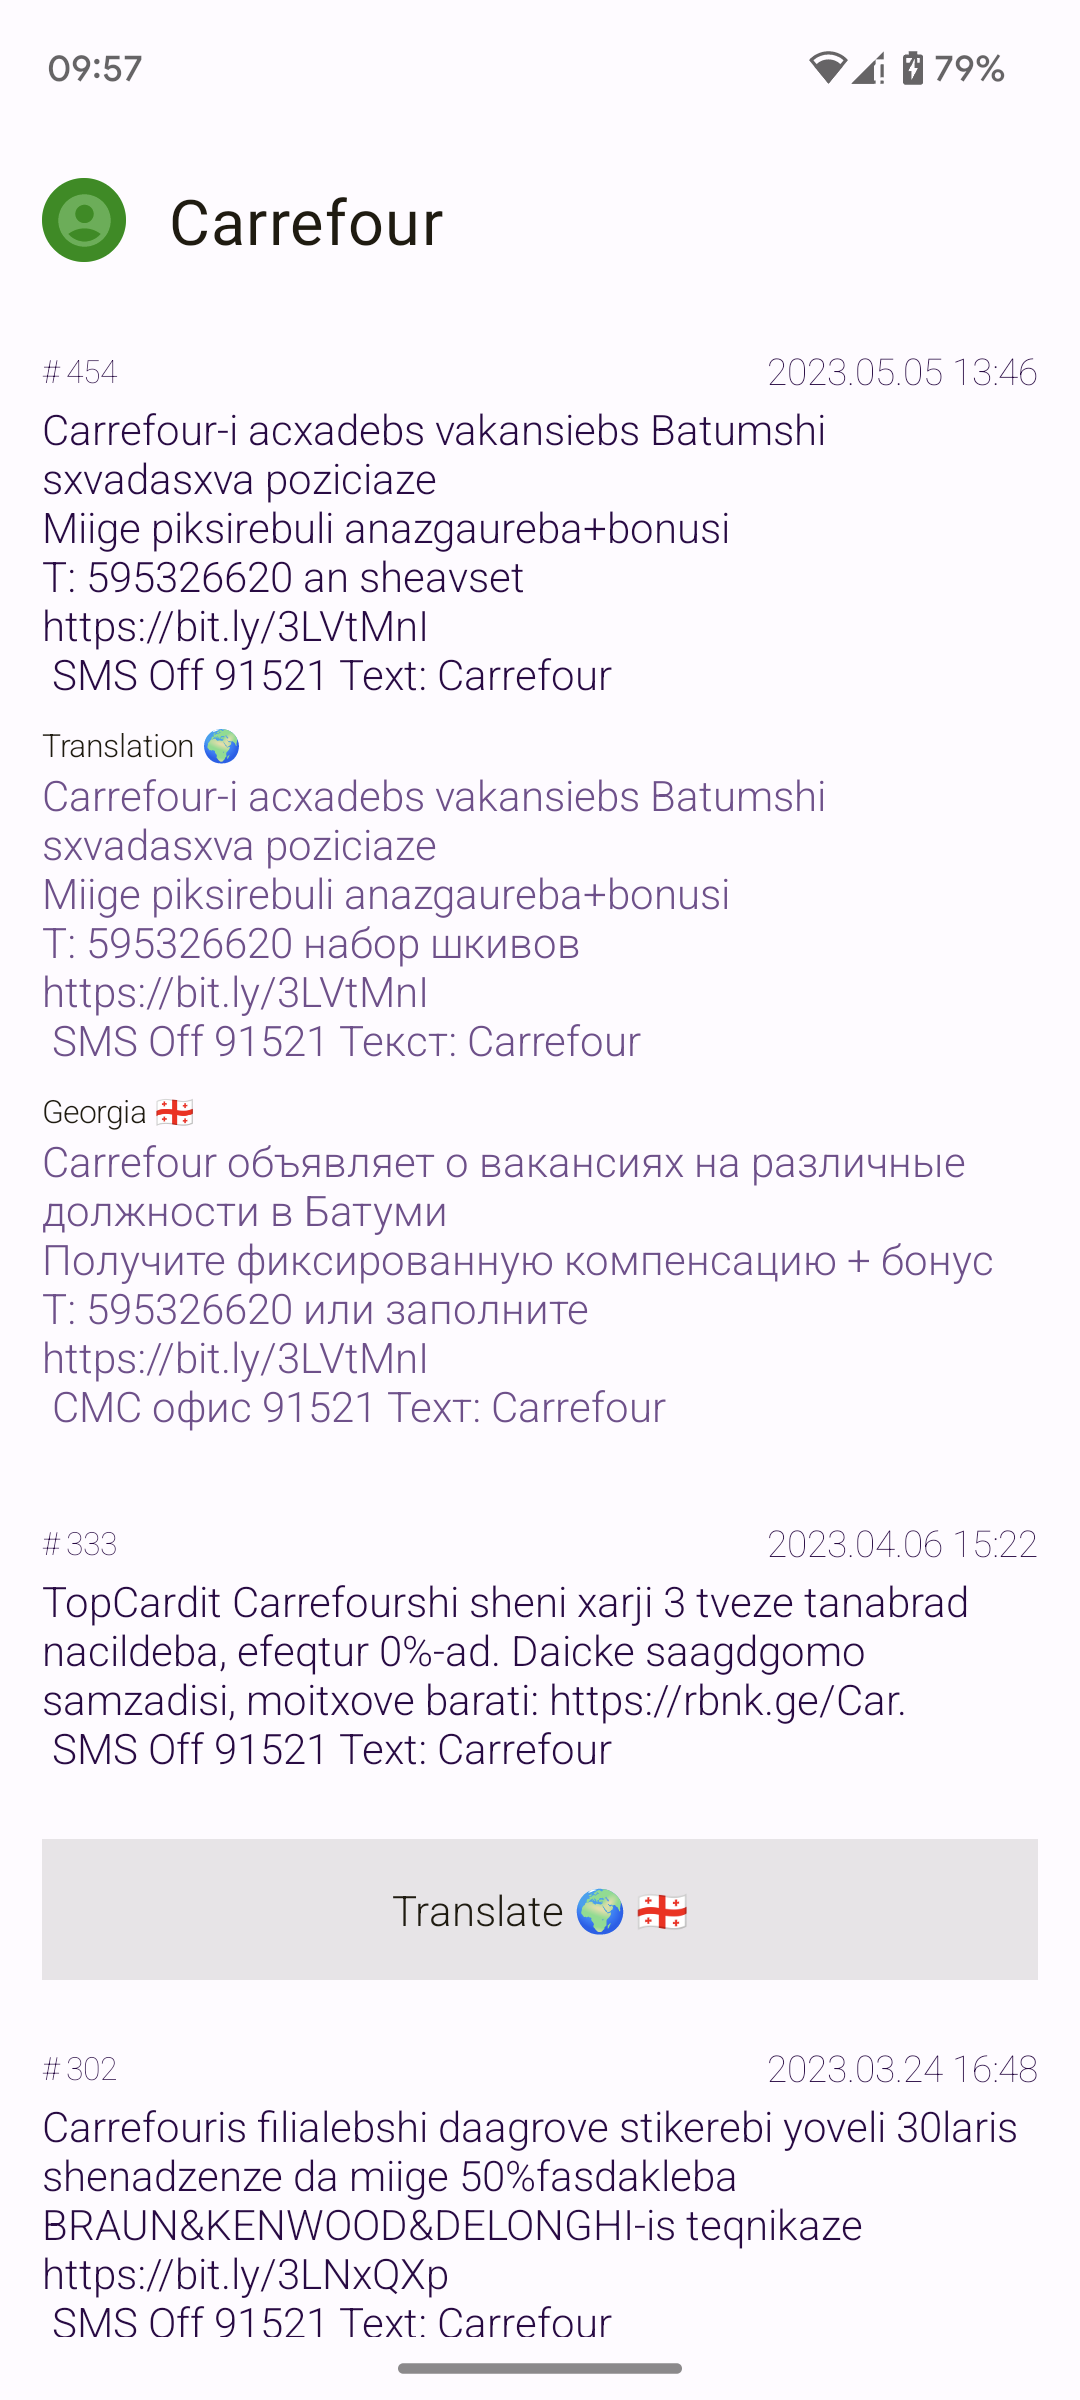 09:57
79%
Carrefour
# 454
2023.05.05 13:46
Carrefour-i acxadebs vakansiebs Batumshi
sxvadasxva poziciaze
Miige piksirebuli anazgaureba+bonusi
T: 595326620 an sheavset
https://bit.ly/3LVtMnI
SMS Off 91521 Text: Carrefour
Translation 🌍
Carrefour-i acxadebs vakansiebs Batumshi
sxvadasxva poziciaze
Miige piksirebuli anazgaureba+bonusi
T: 595326620 набор шкивов
https://bit.ly/3LVtMnI
SMS Off 91521 Текст: Carrefour
Georgia 🇬🇪
Carrefour объявляет о вакансиях на различные
должности в Батуми
Получите фиксированную компенсацию + бонус
Т: 595326620 или заполните
https://bit.ly/3LVtMnI
СМС офис 91521 Техт: Carrefour
# 333
2023.04.06 15:22
TopCardit Carrefourshi sheni xarji 3 tveze tanabrad
nacildeba, efeqtur 0%-ad. Daicke saagdgomo
samzadisi, moitxove barati: https://rbnk.ge/Car.
SMS Off 91521 Text: Carrefour
Translate 🌍 🇬🇪
# 302
2023.03.24 16:48
Carrefouris filialebshi daagrove stikerebi yoveli 30laris
shenadzenze da miige 50%fasdakleba
BRAUN&KENWOOD&DELONGHI-is teqnikaze
https://bit.ly/3LNxQXp
SMS Off 91521 Text: Carrefour